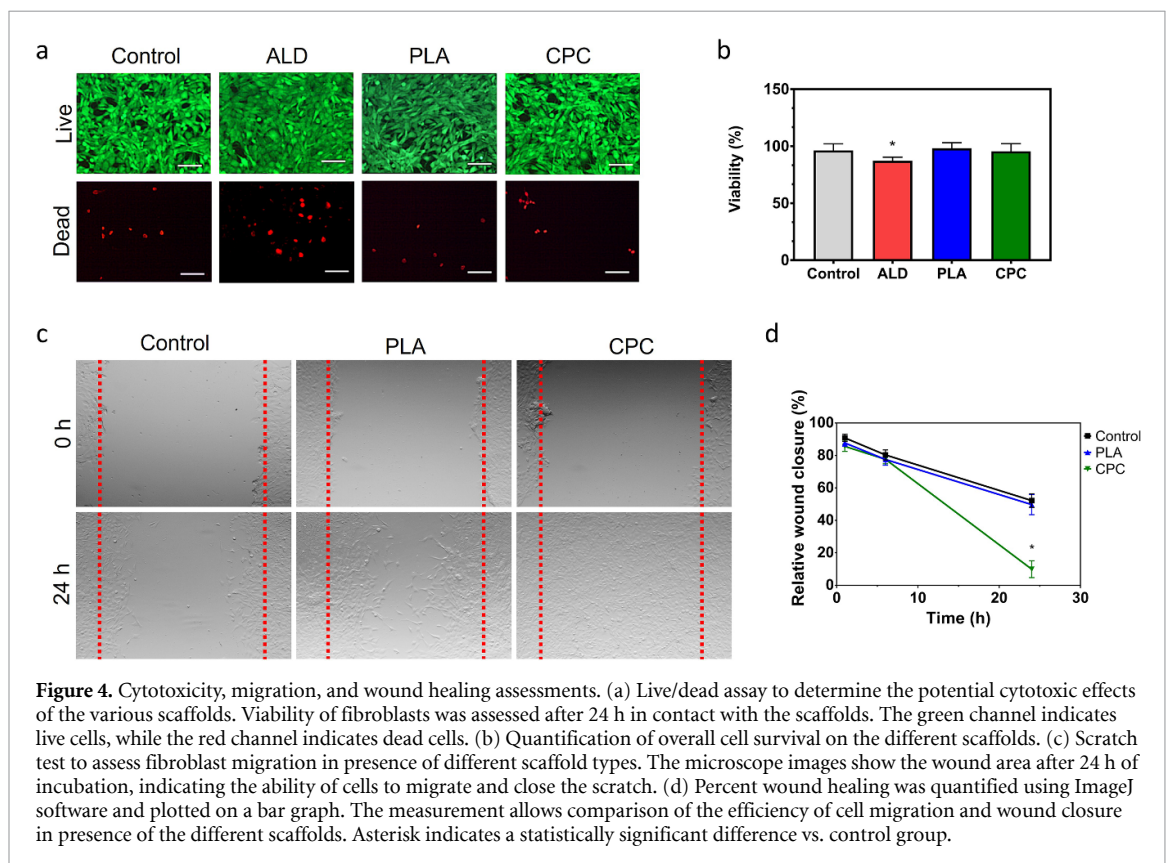 a
Control ALD PLA CPC
Live
Dead
b
150
100
50
0
Viability (%)
*
Control ALD PLA CPC
c
Control PLA CPC
0 h
24 h
d
100
80
60
40
20
0
Relative wound closure (%)
*
0 10 20 30
Time (h)
Control
PLA
CPC
Figure 4. Cytotoxicity, migration, and wound healing assessments. (a) Live/dead assay to determine the potential cytotoxic effects
of the various scaffolds. Viability of fibroblasts was assessed after 24 h in contact with the scaffolds. The green channel indicates
live cells, while the red channel indicates dead cells. (b) Quantification of overall cell survival on the different scaffolds. (c) Scratch
test to assess fibroblast migration in presence of different scaffold types. The microscope images show the wound area after 24 h of
incubation, indicating the ability of cells to migrate and close the scratch. (d) Percent wound healing was quantified using ImageJ
software and plotted on a bar graph. The measurement allows comparison of the efficiency of cell migration and wound closure
in presence of the different scaffolds. Asterisk indicates a statistically significant difference vs. control group.